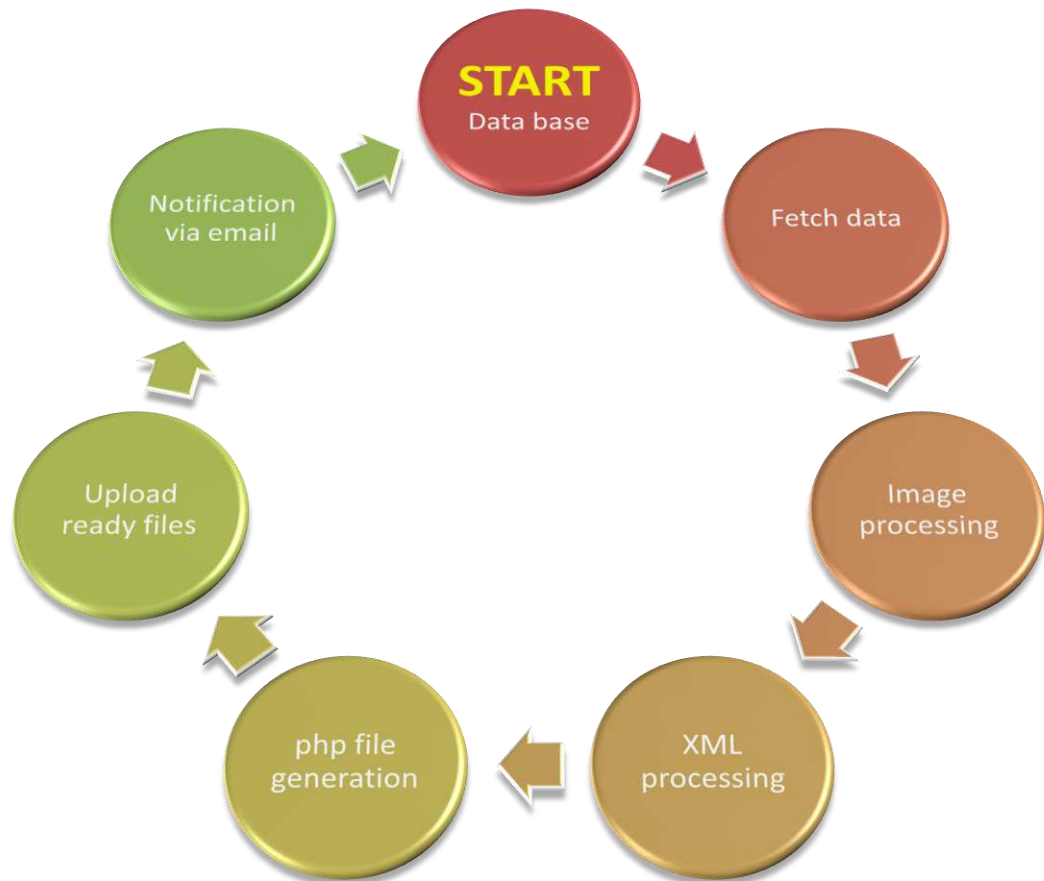 START
Data base
Fetch data
Image
processing
XML
processing
php file
generation
Upload
ready files
Notification
via email